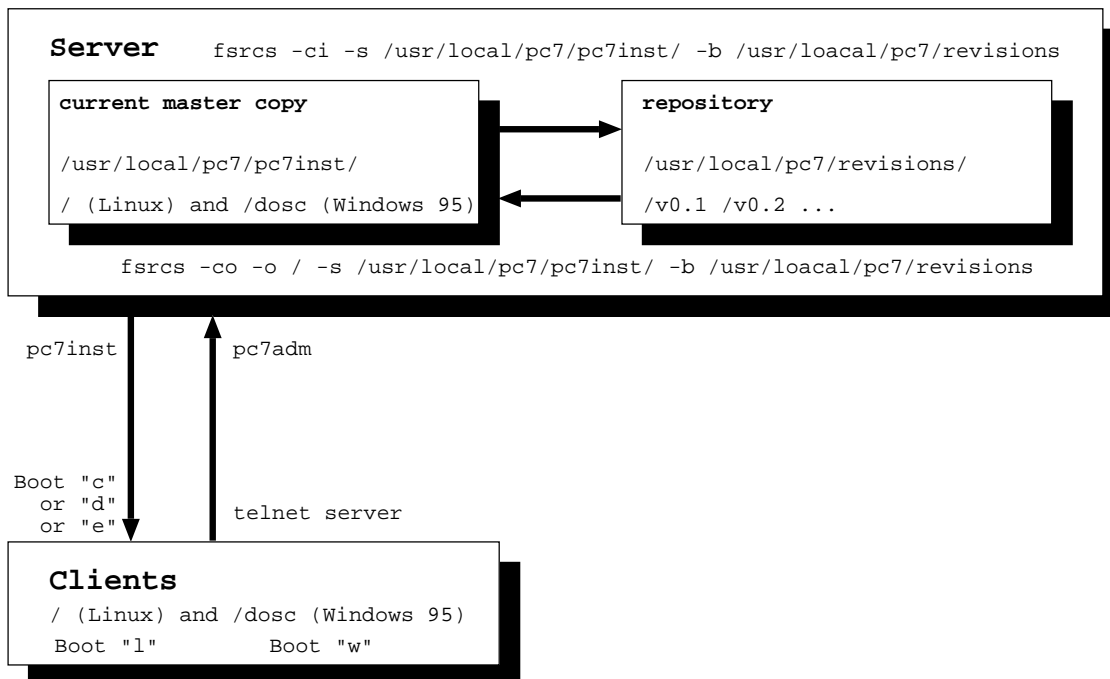 Server fsrcs -ci -s /usr/local/pc7/pc7inst/ -b /usr/loacal/pc7/revisions
current master copy
/usr/local/pc7/pc7inst/
/ (Linux) and /dosc (Windows 95)
repository
/usr/local/pc7/revisions/
/v0.1 /v0.2 ...
fsrcs -co -o / -s /usr/local/pc7/pc7inst/ -b /usr/loacal/pc7/revisions
pc7inst
pc7adm
Boot "c"
or "d"
or "e"
telnet server
Clients
/ (Linux) and /dosc (Windows 95)
Boot "l" Boot "w"